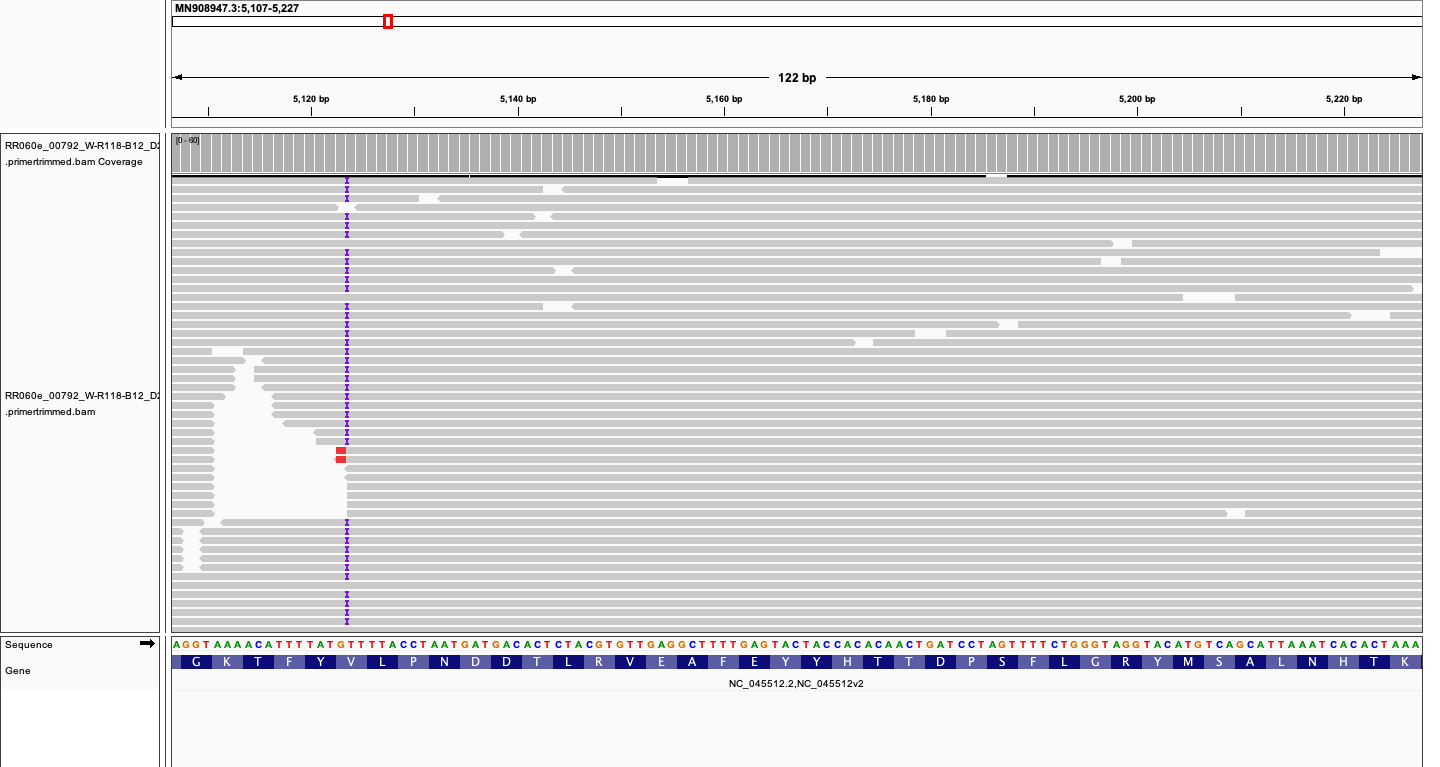 MN908947.3:5,107-5,227
122 bp
5,120 bp 5,140 bp 5,160 bp 5,180 bp 5,200 bp 5,220 bp
RR060e_00792_W-R118-B12_D2
.primertrimmed.bam Coverage
[0 - 60]
RR060e_00792_W-R118-B12_D2
.primertrimmed.bam
Sequence
AGGTAAAACATTTTATGTTTTACCTAATGATGACACTCTACGTGTTGAGGCTTTTGAGTACTACCACACAACTGATCCTAGTTTTCTGGGTAGGTACATGTCAGCATTAAATCACACTAAA
Gene
G K T F Y V L P N D D T L R V E A F E Y Y H T T D P S F L G R Y M S A L N H T K
NC_045512.2,NC_045512v2